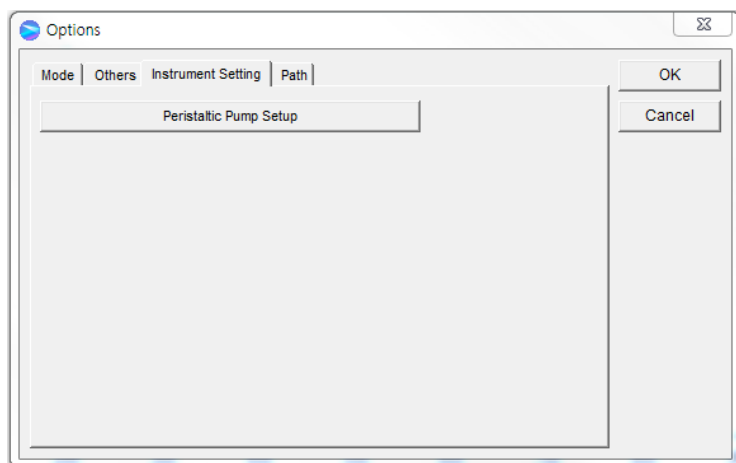 Options
Mode Others Instrument Setting Path
OK
Peristaltic Pump Setup
Cancel